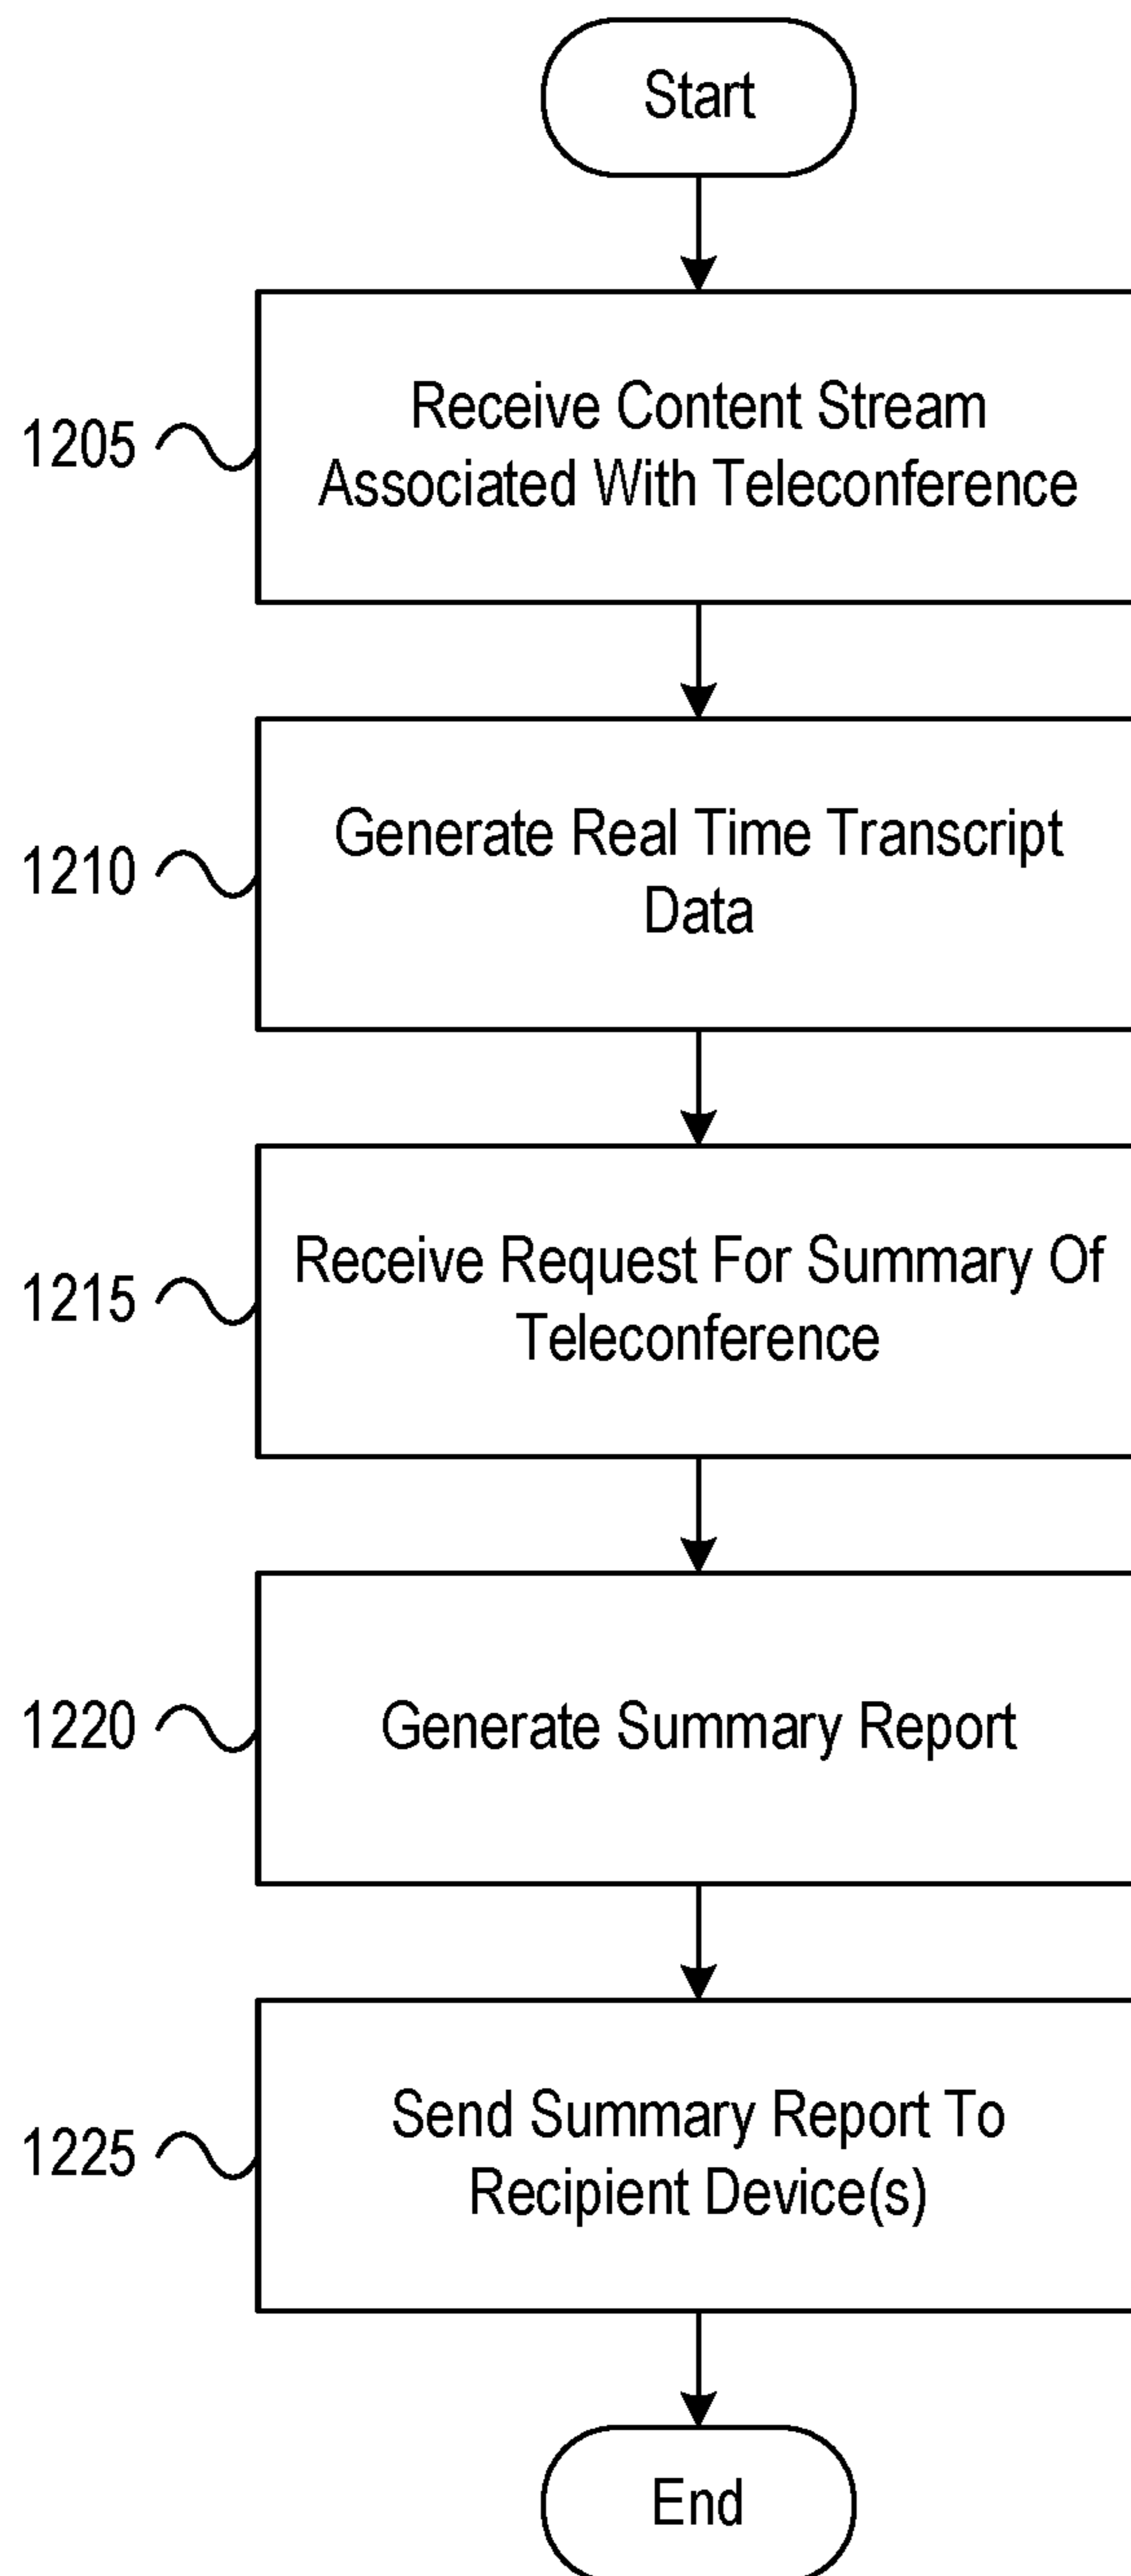 Start
1205
Receive Content Stream
Associated With Teleconference
1210
Generate Real Time Transcript
Data
1215
Receive Request For Summary Of
Teleconference
1220
Generate Summary Report
1225
Send Summary Report To
Recipient Device(s)
End